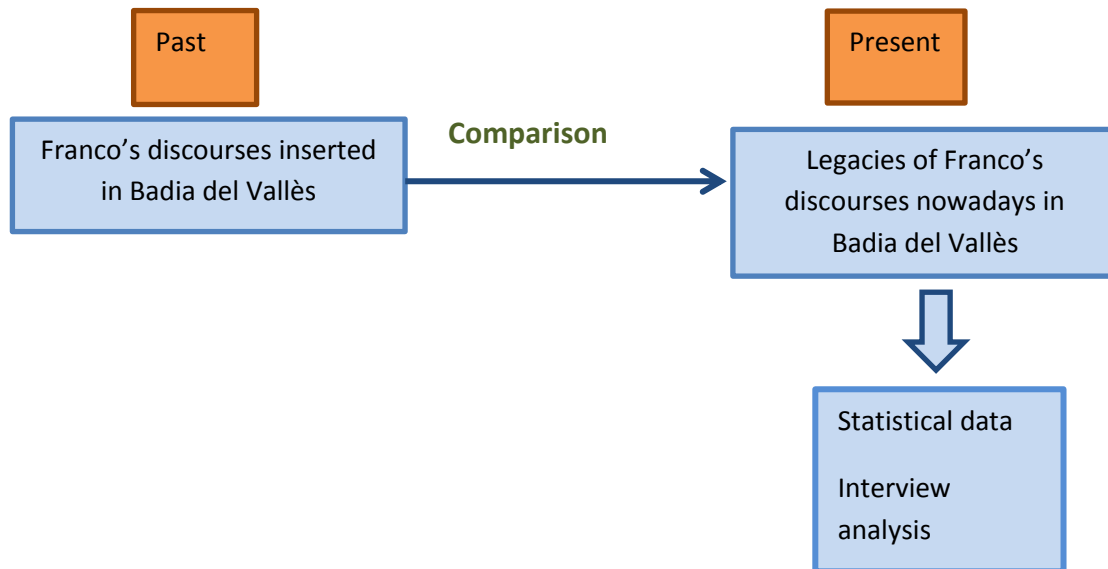 Past
Present
Franco’s discourses inserted
in Badia del Vallès
Comparison
Legacies of Franco’s
discourses nowadays in
Badia del Vallès
Statistical data
Interview
analysis